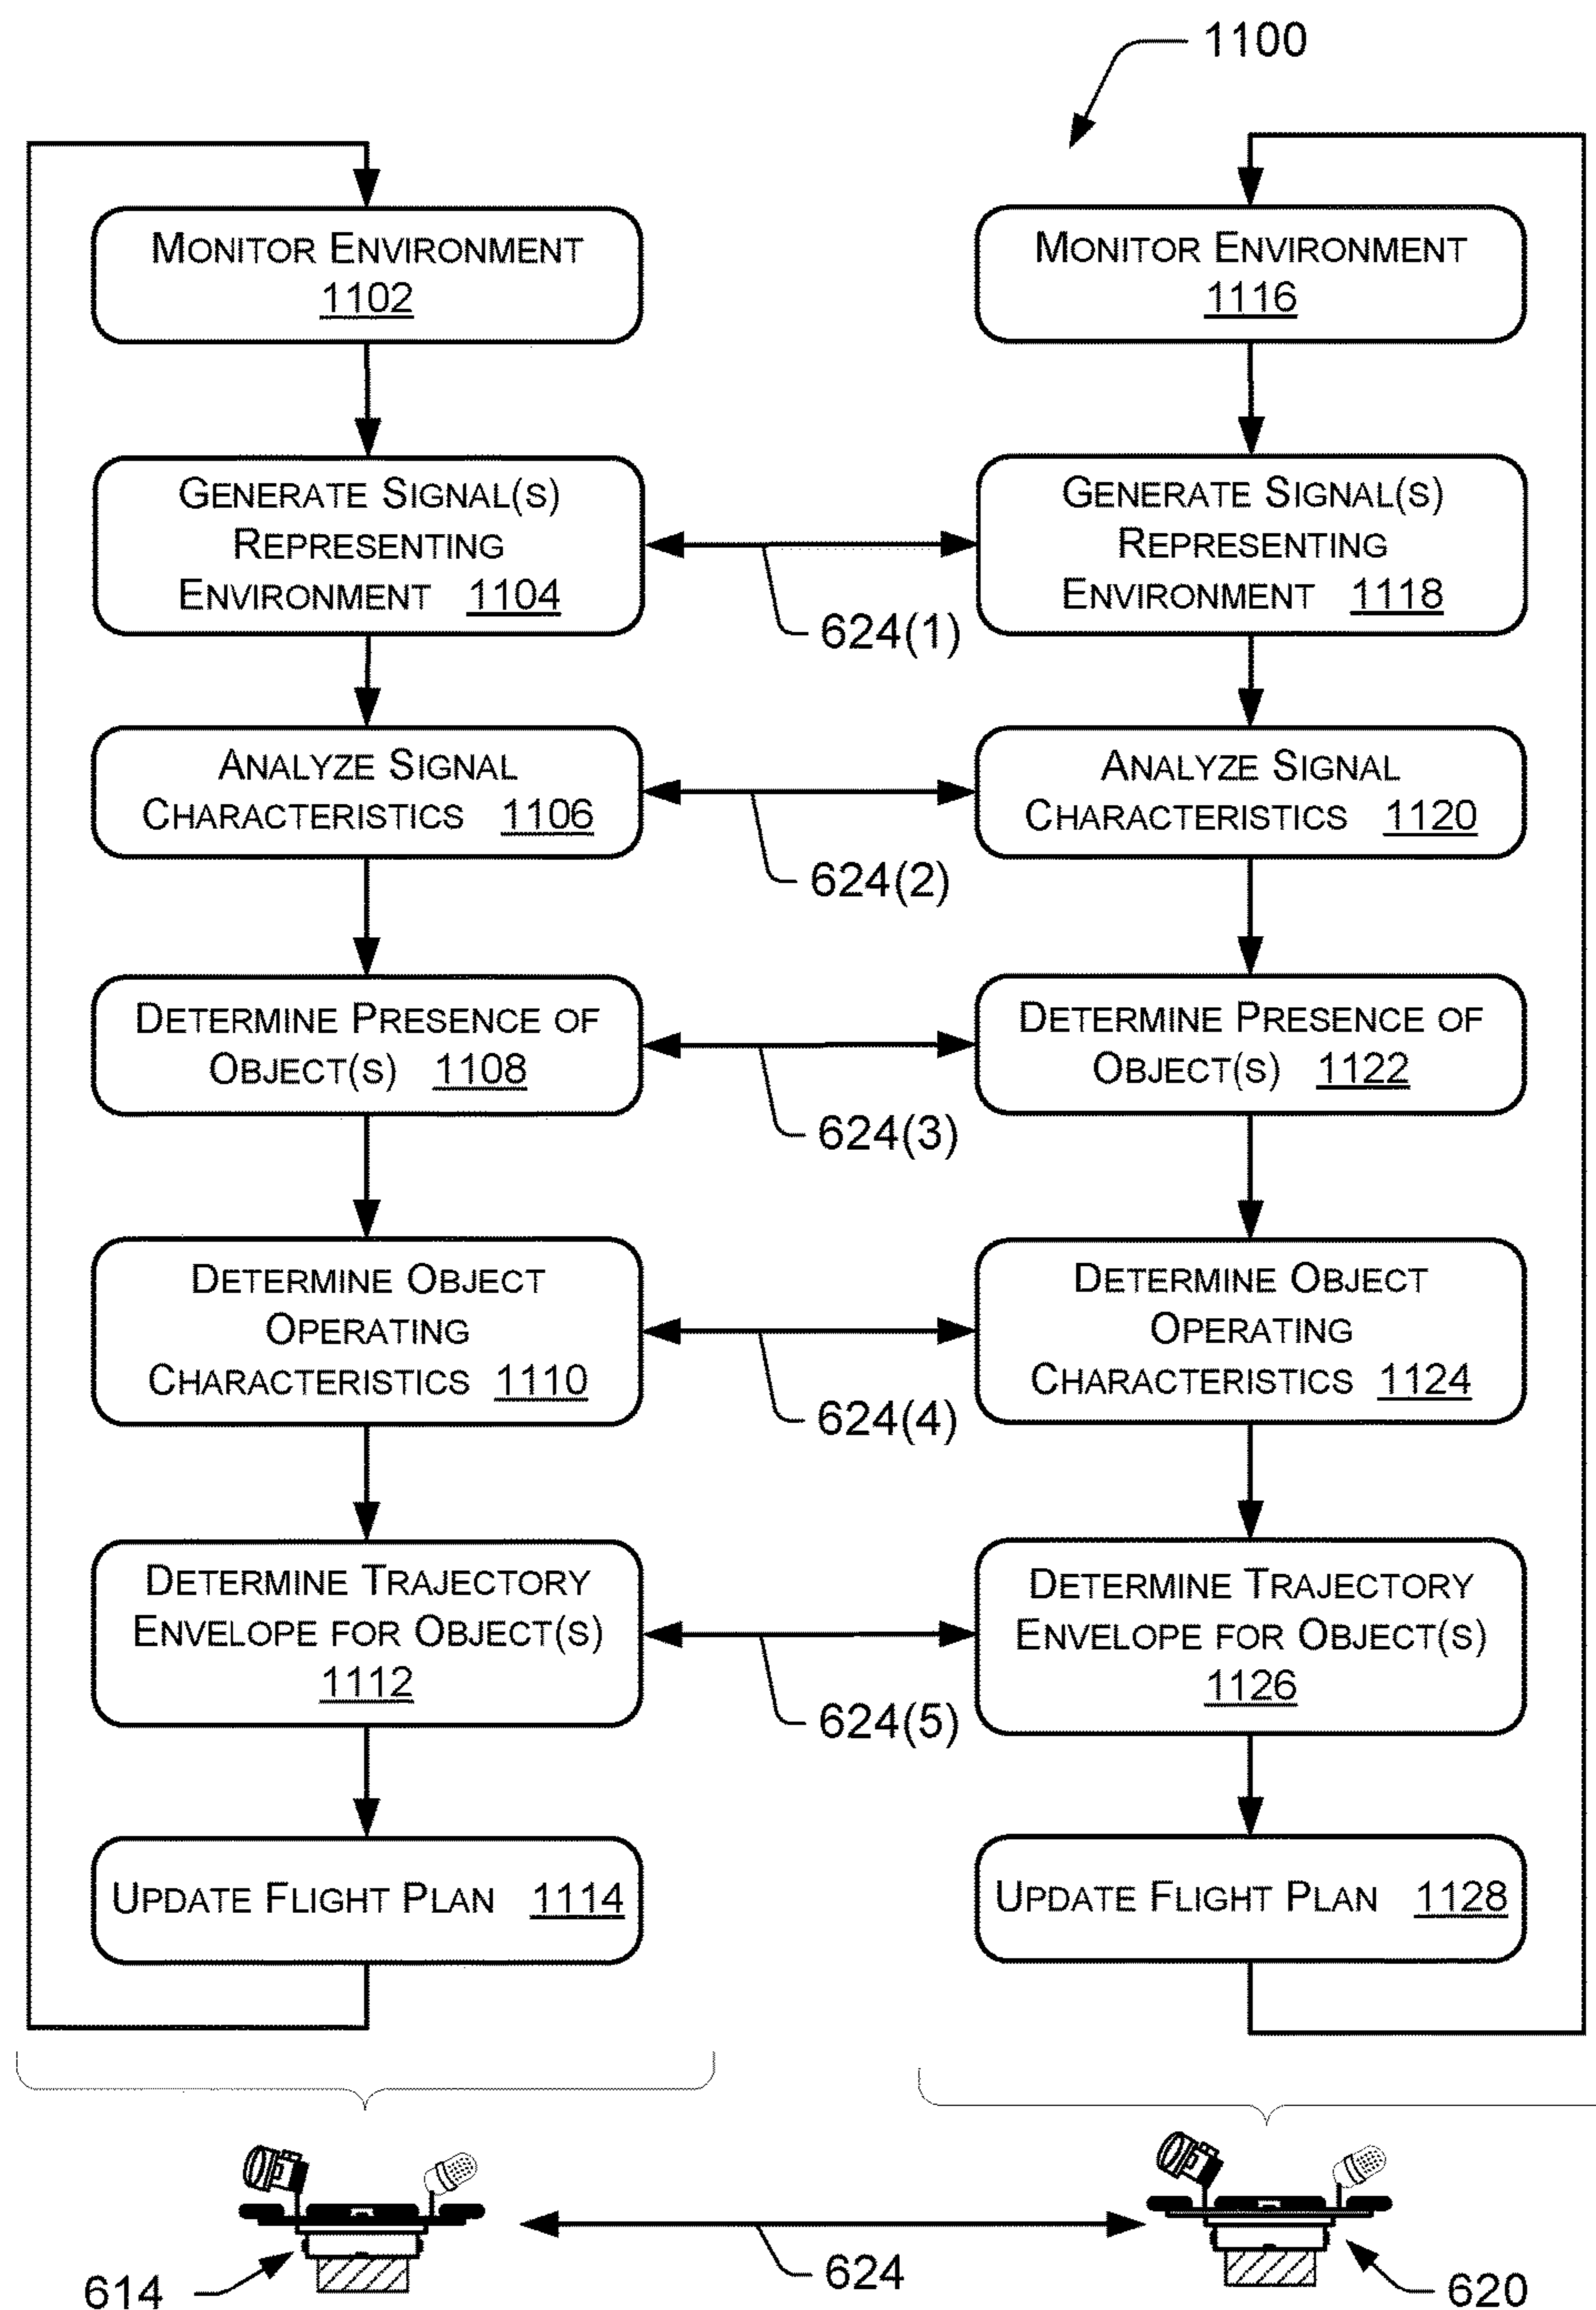 1100
MONITOR ENVIRONMENT
1102
GENERATE SIGNAL(S)
REPRESENTING
ENVIRONMENT 1104
ANALYZE SIGNAL
CHARACTERISTICS 1106
DETERMINE PRESENCE OF
OBJECT(S) 1108
DETERMINE OBJECT
OPERATING
CHARACTERISTICS 1110
DETERMINE TRAJECTORY
ENVELOPE FOR OBJECT(S)
1112
UPDATE FLIGHT PLAN 1114
624(1)
624(2)
624(3)
624(4)
624(5)
MONITOR ENVIRONMENT
1116
GENERATE SIGNAL(S)
REPRESENTING
ENVIRONMENT 1118
ANALYZE SIGNAL
CHARACTERISTICS 1120
DETERMINE PRESENCE OF
OBJECT(S) 1122
DETERMINE OBJECT
OPERATING
CHARACTERISTICS 1124
DETERMINE TRAJECTORY
ENVELOPE FOR OBJECT(S)
1126
UPDATE FLIGHT PLAN 1128
614
624
620